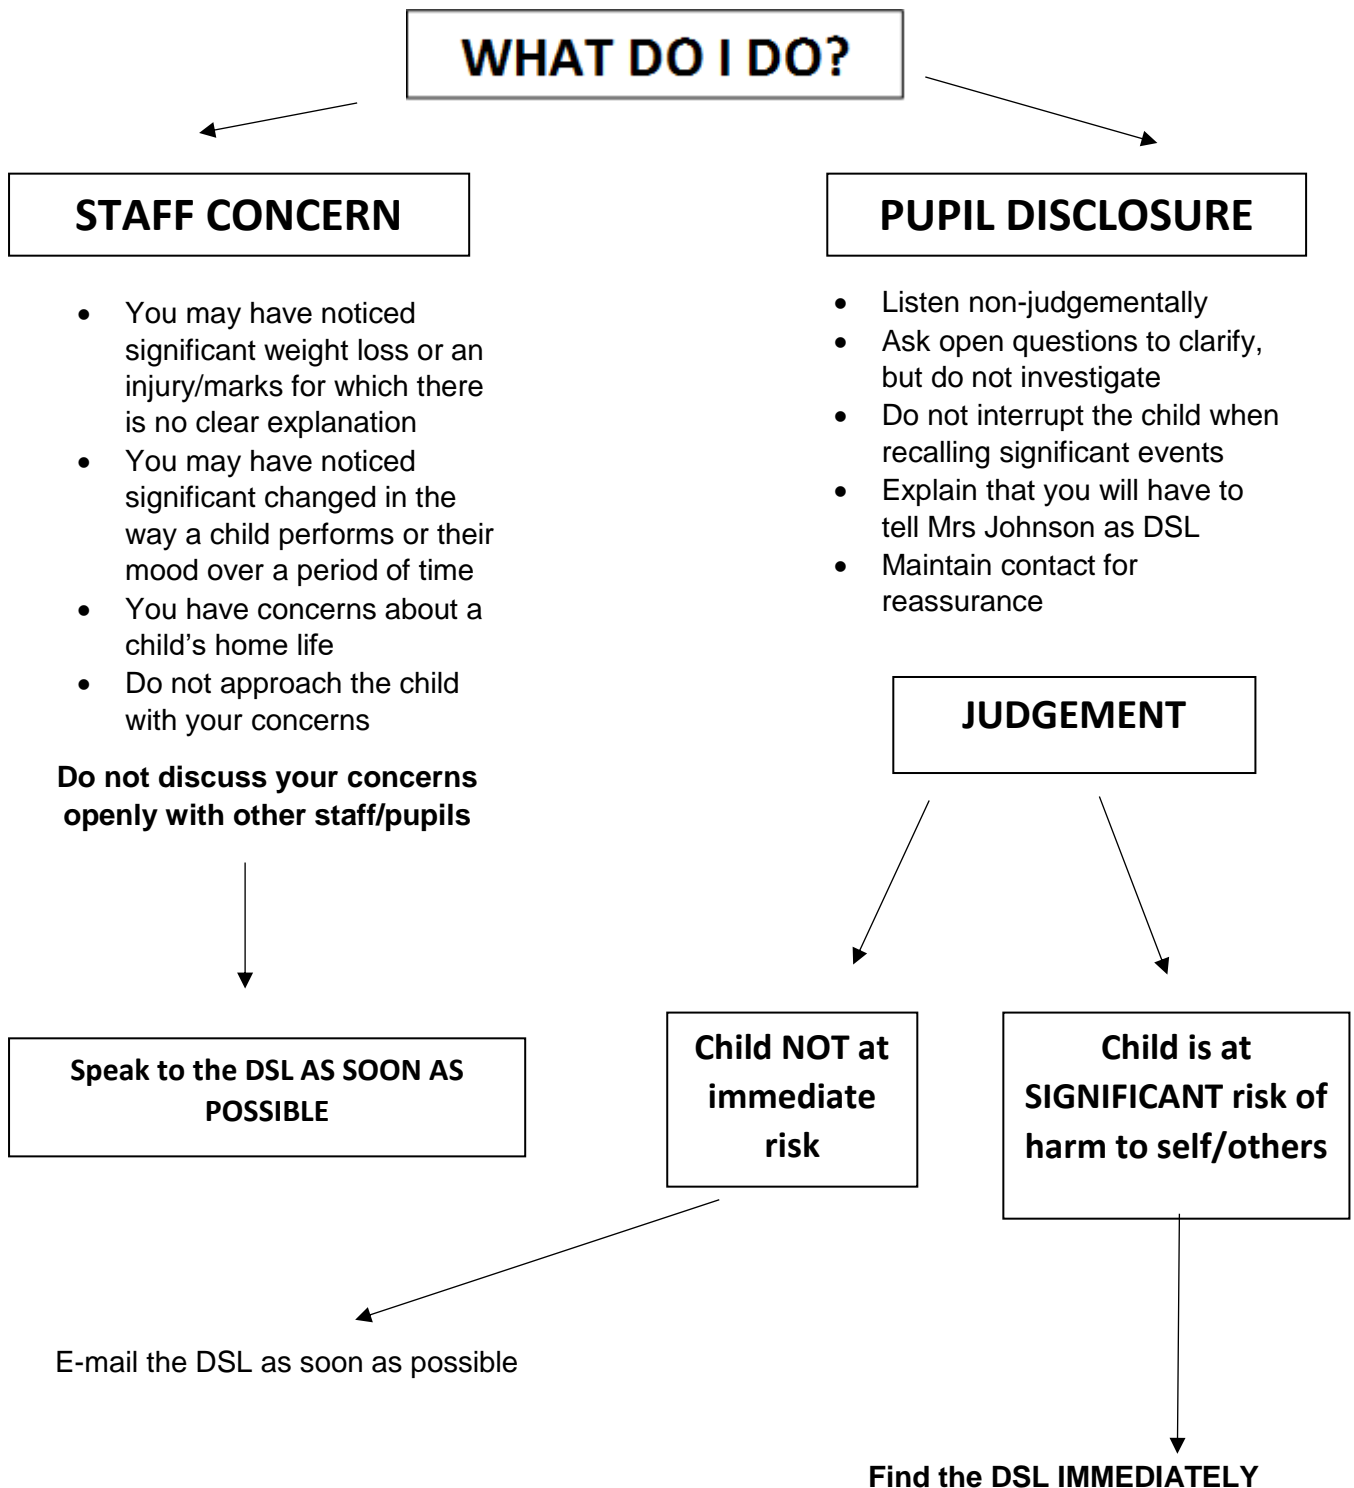 WHAT DO I DO?
STAFF CONCERN
• You may have noticed
significant weight loss or an
injury/marks for which there
is no clear explanation
• You may have noticed
significant changed in the
way a child performs or their
mood over a period of time
• You have concerns about a
child’s home life
• Do not approach the child
with your concerns
Do not discuss your concerns
openly with other staff/pupils
Speak to the DSL AS SOON AS
POSSIBLE
PUPIL DISCLOSURE
• Listen non-judgementally
• Ask open questions to clarify,
but do not investigate
• Do not interrupt the child when
recalling significant events
• Explain that you will have to
tell Mrs Johnson as DSL
• Maintain contact for
reassurance
JUDGEMENT
Child NOT at
immediate
risk
E-mail the DSL as soon as possible
Child is at
SIGNIFICANT risk of
harm to self/others
Find the DSL IMMEDIATELY